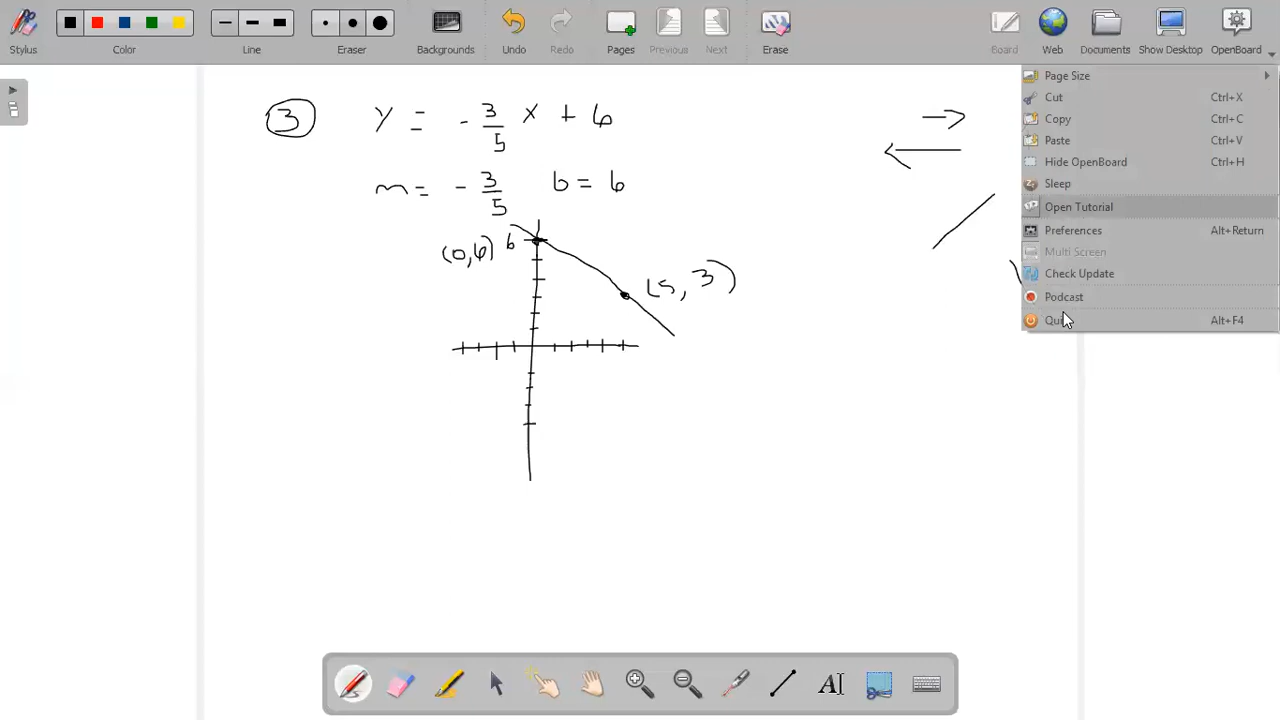 Stylus Color Line Eraser Backgrounds Undo Redo Pages Previous Next Erase Board Web Documents Show Desktop OpenBoard
Page Size
Cut Ctrl+X
Copy Ctrl+C
Paste Ctrl+V
Hide OpenBoard Ctrl+H
Sleep
Open Tutorial
Preferences Alt+Return
Multi Screen
Check Update
Podcast
Quit Alt+F4
3 y = - 3/5 x + 6
m = - 3/5 b = 6
(0,6) 6
(5, 3)
AI